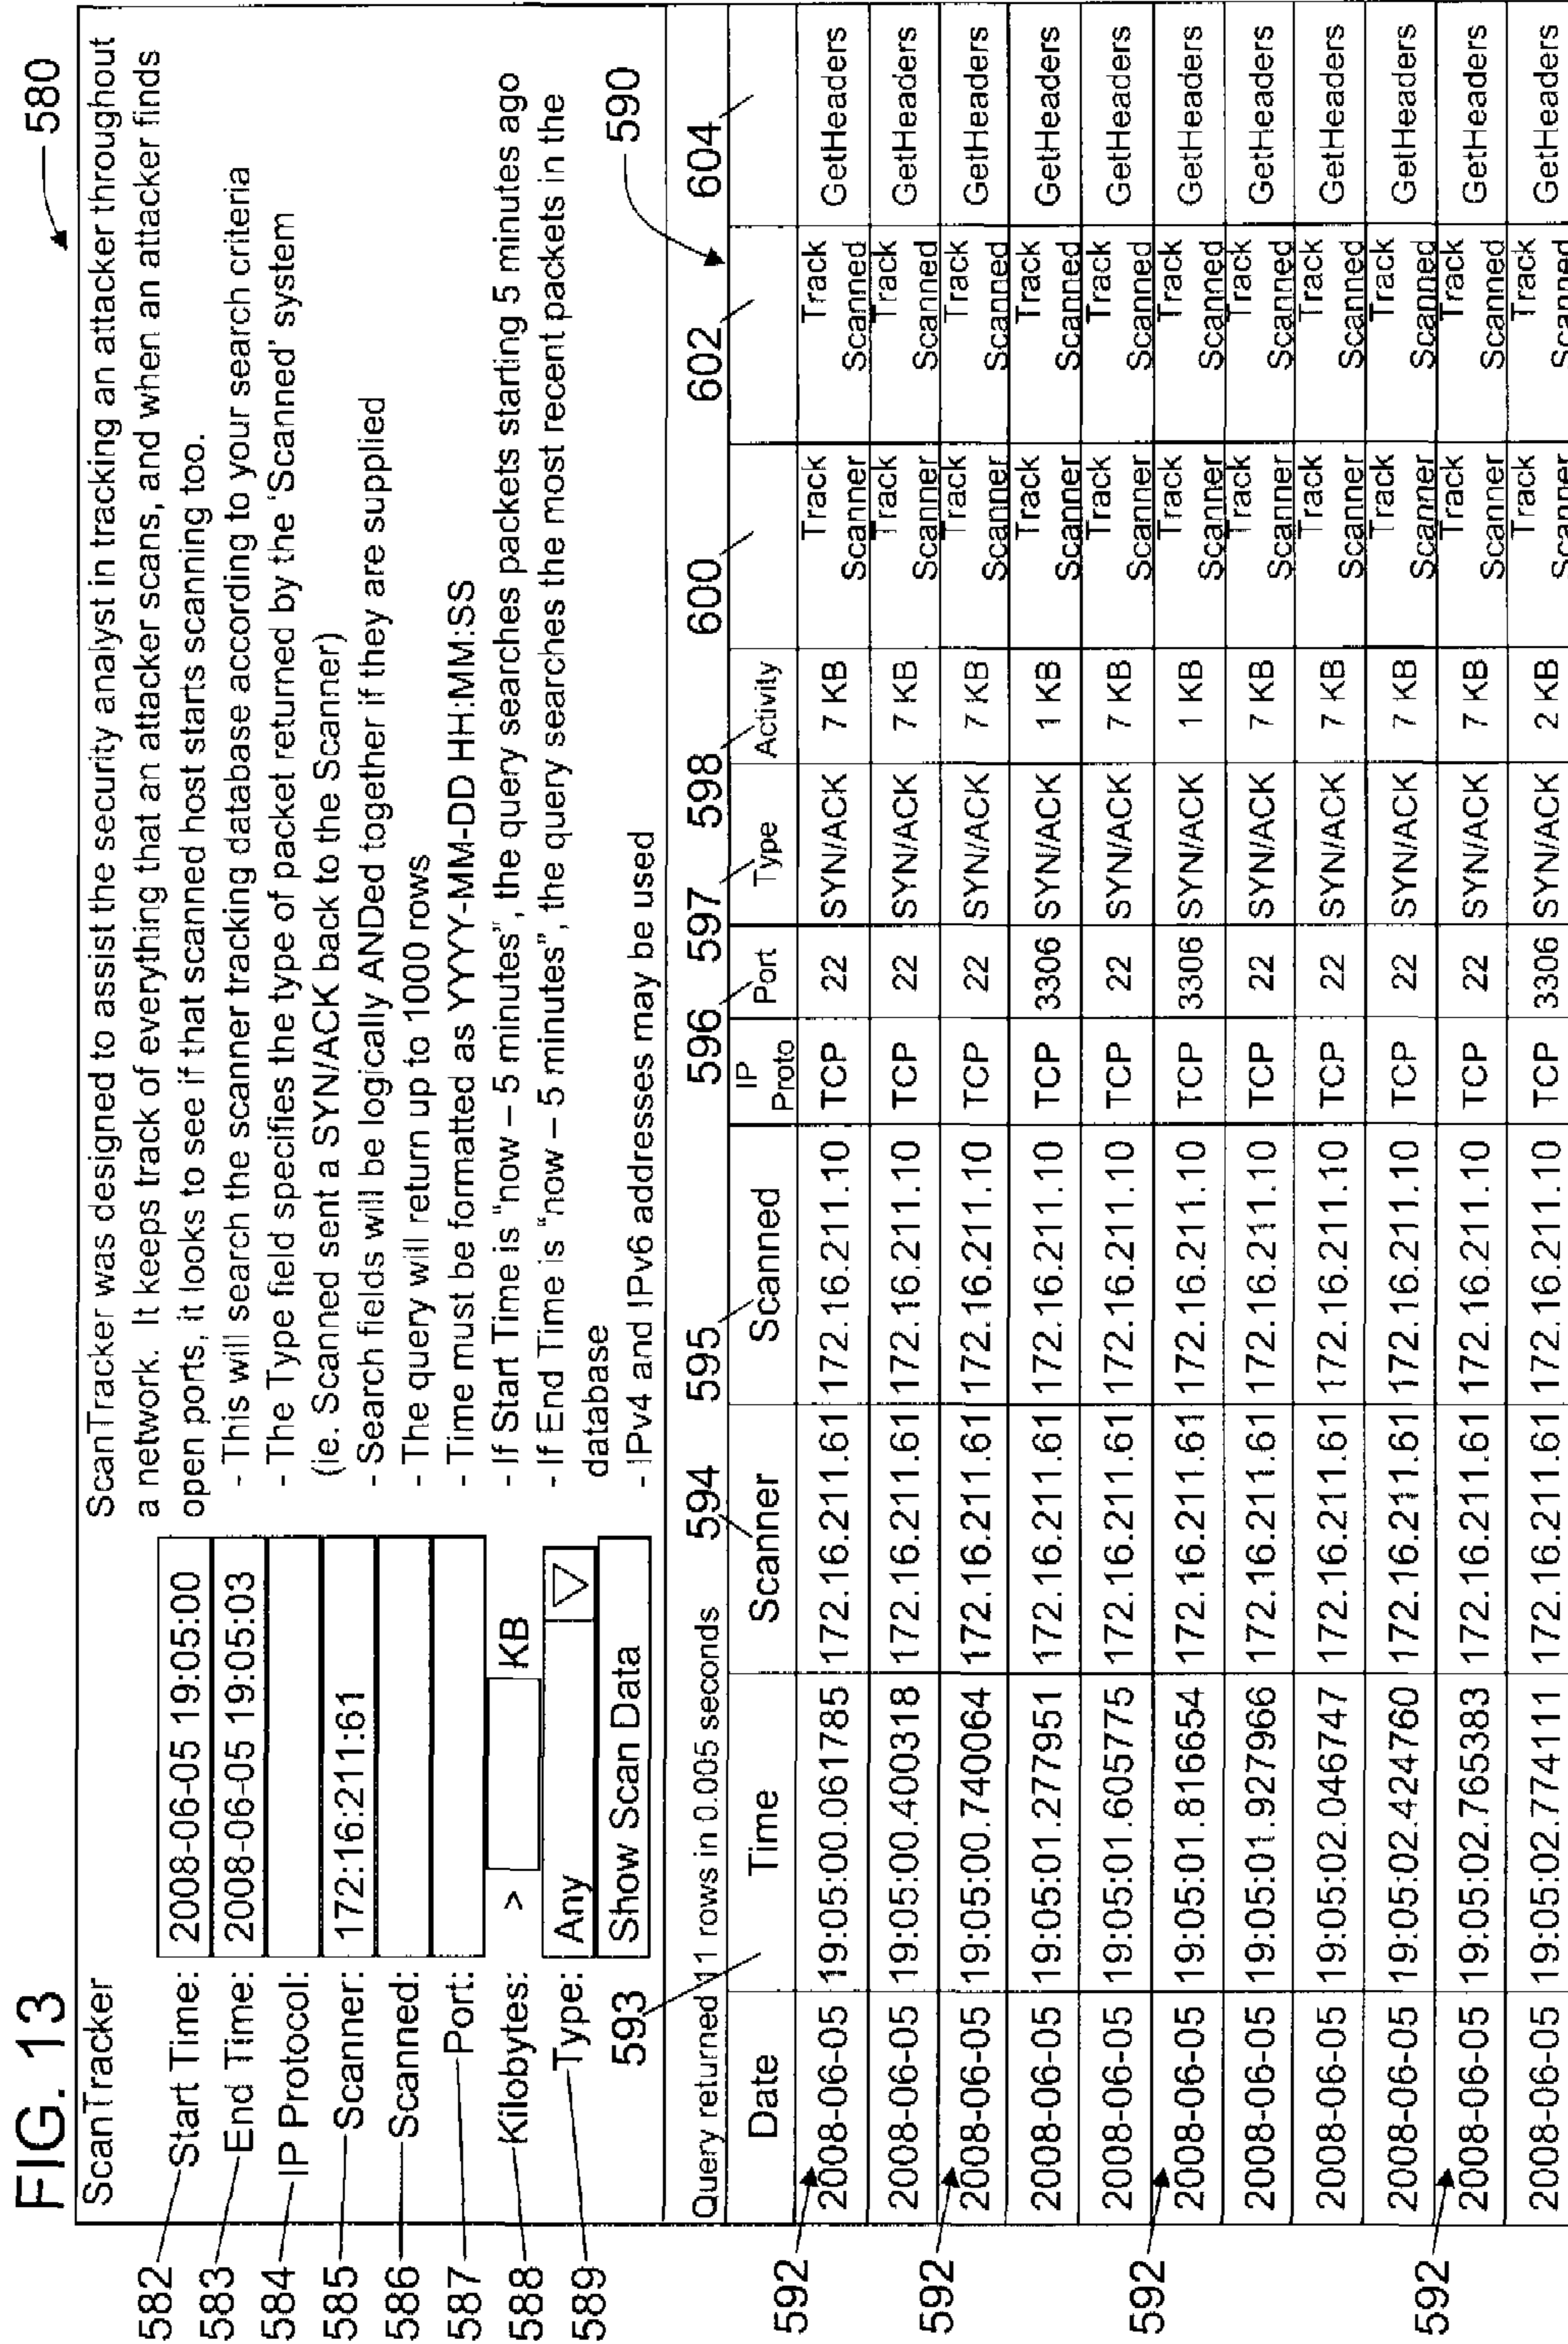 FIG. 13
580
ScanTracker
582 Start Time: 2008-06-05 19:05:00
583 End Time: 2008-06-05 19:05:03
584 IP Protocol:
585 Scanner: 172:16:211:61
586 Scanned:
587 Port:
588 Kilobytes: > KB
589 Type: Any
Show Scan Data
ScanTracker was designed to assist the security analyst in tracking an attacker throughout
a network. It keeps track of everything that an attacker scans, and when an attacker finds
open ports, it looks to see if that scanned host starts scanning too.
- This will search the scanner tracking database according to your search criteria
- The Type field specifies the type of packet returned by the ‘Scanned’ system
(ie. Scanned sent a SYN/ACK back to the Scanner)
- Search fields will be logically ANDed together if they are supplied
- The query will return up to 1000 rows
- Time must be formatted as YYYY-MM-DD HH:MM:SS
- If Start Time is “now – 5 minutes”, the query searches packets starting 5 minutes ago
- If End Time is “now – 5 minutes”, the query searches the most recent packets in the
database
- IPv4 and IPv6 addresses may be used
590
593 594 595 596 597 598 600 602 604
Query returned 11 rows in 0.005 seconds
Date Time Scanner Scanned IP Proto Port Type Activity
592 2008-06-05 19:05:00.061785 172.16.211.61 172.16.211.10 TCP 22 SYN/ACK 7 KB Track Scanner Track Scanned GetHeaders
2008-06-05 19:05:00.400318 172.16.211.61 172.16.211.10 TCP 22 SYN/ACK 7 KB Track Scanner Track Scanned GetHeaders
592 2008-06-05 19:05:00.740064 172.16.211.61 172.16.211.10 TCP 22 SYN/ACK 7 KB Track Scanner Track Scanned GetHeaders
2008-06-05 19:05:01.277951 172.16.211.61 172.16.211.10 TCP 3306 SYN/ACK 1 KB Track Scanner Track Scanned GetHeaders
2008-06-05 19:05:01.605775 172.16.211.61 172.16.211.10 TCP 22 SYN/ACK 7 KB Track Scanner Track Scanned GetHeaders
592 2008-06-05 19:05:01.816654 172.16.211.61 172.16.211.10 TCP 3306 SYN/ACK 1 KB Track Scanner Track Scanned GetHeaders
2008-06-05 19:05:01.927966 172.16.211.61 172.16.211.10 TCP 22 SYN/ACK 7 KB Track Scanner Track Scanned GetHeaders
2008-06-05 19:05:02.046747 172.16.211.61 172.16.211.10 TCP 22 SYN/ACK 7 KB Track Scanner Track Scanned GetHeaders
2008-06-05 19:05:02.424760 172.16.211.61 172.16.211.10 TCP 22 SYN/ACK 7 KB Track Scanner Track Scanned GetHeaders
592 2008-06-05 19:05:02.765383 172.16.211.61 172.16.211.10 TCP 22 SYN/ACK 7 KB Track Scanner Track Scanned GetHeaders
2008-06-05 19:05:02.774111 172.16.211.61 172.16.211.10 TCP 3306 SYN/ACK 2 KB Track Scanner Track Scanned GetHeaders